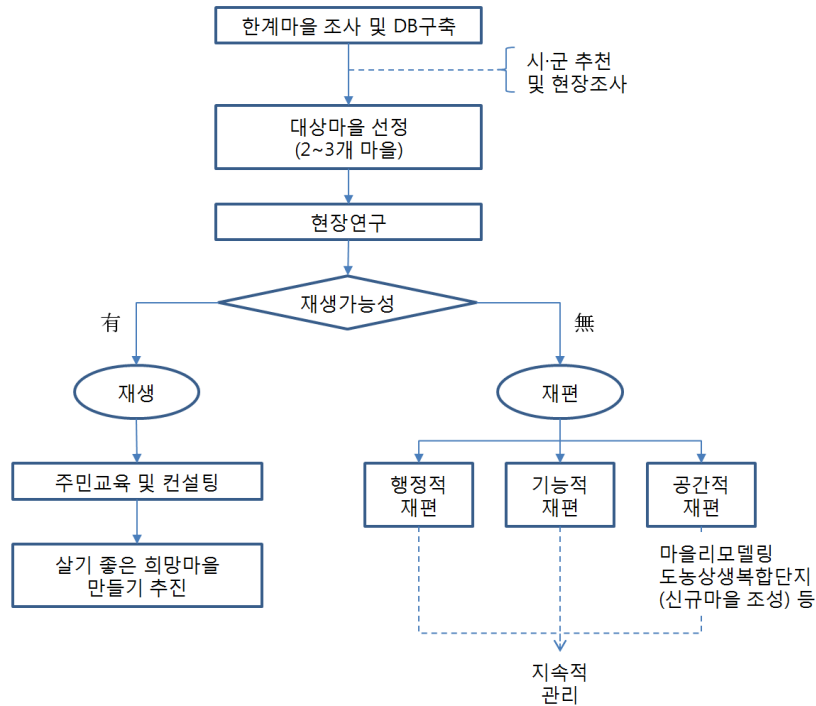 한계마을 조사 및 DB구축
시·군 추천
및 현장조사
대상마을 선정
(2~3개 마을)
현장연구
재생가능성
有
無
재생
재편
주민교육 및 컨설팅
살기 좋은 희망마을
만들기 추진
행정적
재편
기능적
재편
공간적
재편
마을리모델링
도농상생복합단지
(신규마을 조성) 등
지속적
관리